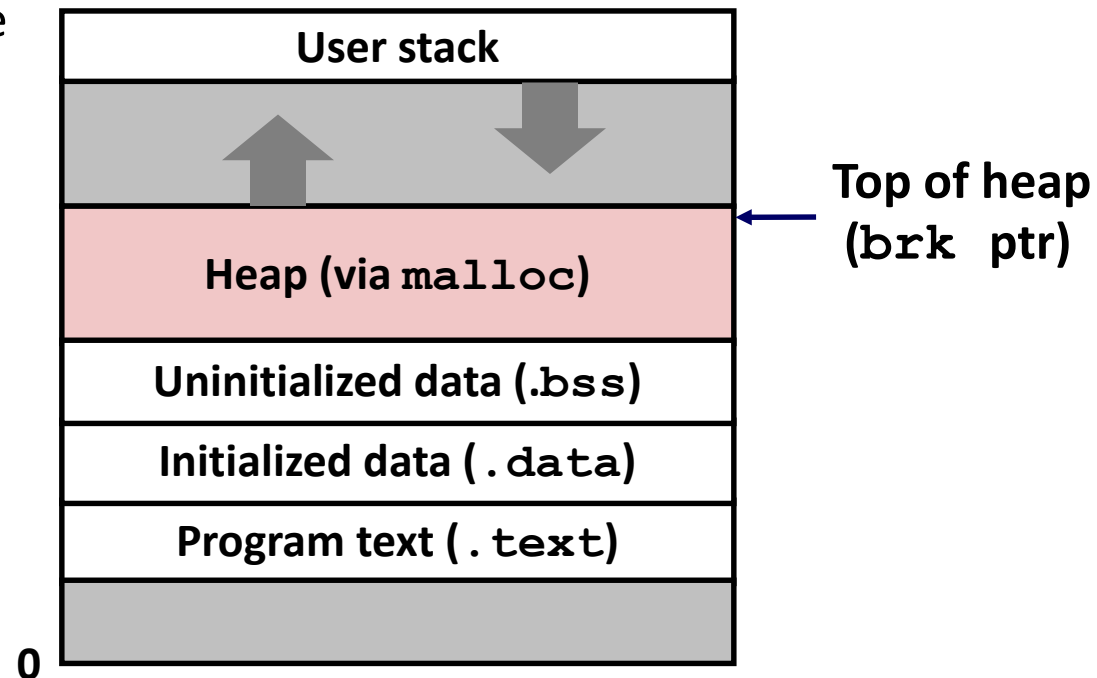 e
User stack
Top of heap
(brk ptr)
Heap (via malloc)
Uninitialized data (.bss)
Initialized data (.data)
Program text (.text)
0